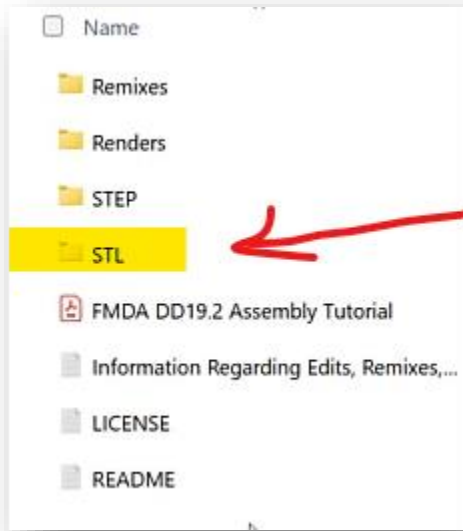 Name
Remixes
Renders
STEP
STL
FMDA DD19.2 Assembly Tutorial
Information Regarding Edits, Remixes,...
LICENSE
README